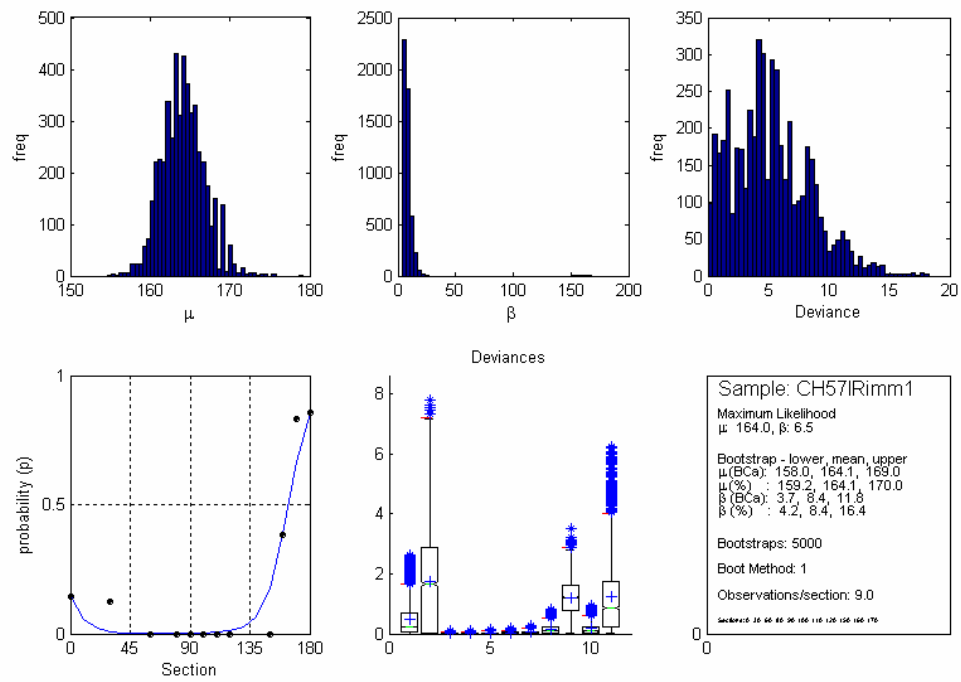 500
400
300
200
100
0
freq
150
160
170
180
μ
2500
2000
1500
1000
500
0
freq
0
50
100
150
200
β
350
300
250
200
150
100
50
0
freq
0
5
10
15
20
Deviance
1
0.5
0
probability (p)
0
45
90
135
180
Section
Deviances
8
6
4
2
0
0
5
10
Sample: CH57IRimm1
Maximum Likelihood
μ: 164.0, β: 6.5
Bootstrap - lower, mean, upper
μ(BCa): 158.0, 164.1, 169.0
μ(%) : 159.2, 164.1, 170.0
β(BCa): 3.7, 8.4, 11.8
β(%) : 4.2, 8.4, 16.4
Bootstraps: 5000
Boot Method: 1
Observations/section: 9.0
0
0